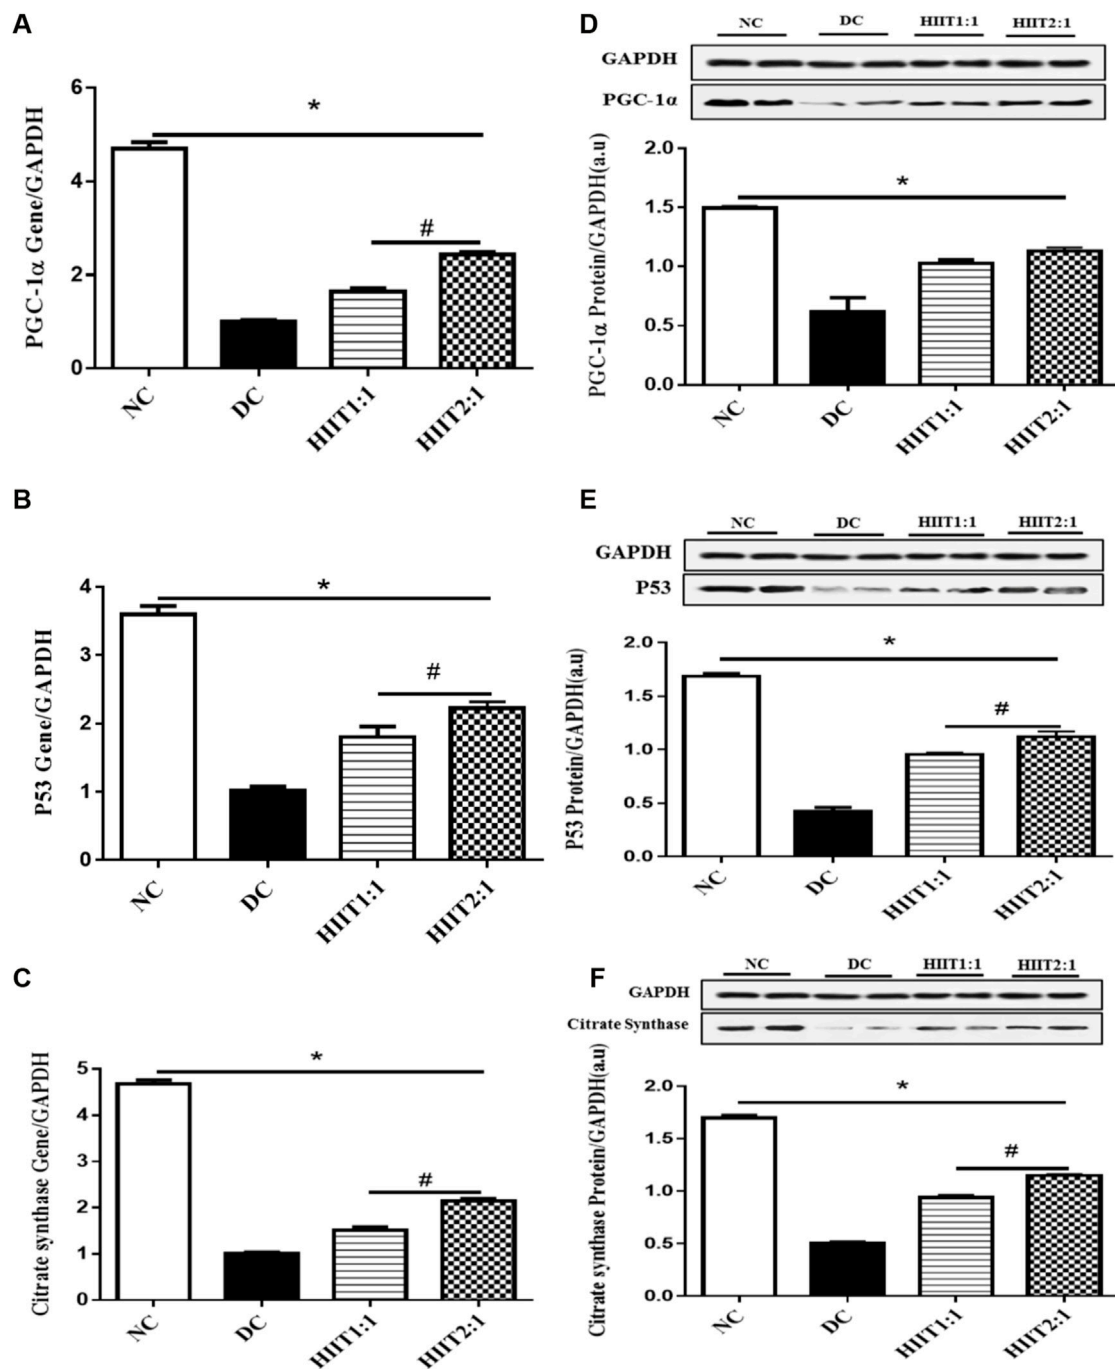 A
PGC-1α Gene/GAPDH
6
4
2
0
*
#
NC
DC
HIIT1:1
HIIT2:1
D
NC
DC
HIIT1:1
HIIT2:1
GAPDH
PGC-1α
PGC-1α Protein/GAPDH(a.u)
2.0
1.5
1.0
0.5
0.0
*
NC
DC
HIIT1:1
HIIT2:1
B
P53 Gene/GAPDH
4
3
2
1
0
*
#
NC
DC
HIIT1:1
HIIT2:1
E
NC
DC
HIIT1:1
HIIT2:1
GAPDH
P53
P53 Protein/GAPDH(a.u)
2.0
1.5
1.0
0.5
0.0
*
#
NC
DC
HIIT1:1
HIIT2:1
C
Citrate synthase Gene/GAPDH
5
4
3
2
1
0
*
#
NC
DC
HIIT1:1
HIIT2:1
F
NC
DC
HIIT1:1
HIIT2:1
GAPDH
Citrate Synthase
Citrate synthase Protein/GAPDH(a.u)
2.0
1.5
1.0
0.5
0.0
*
#
NC
DC
HIIT1:1
HIIT2:1